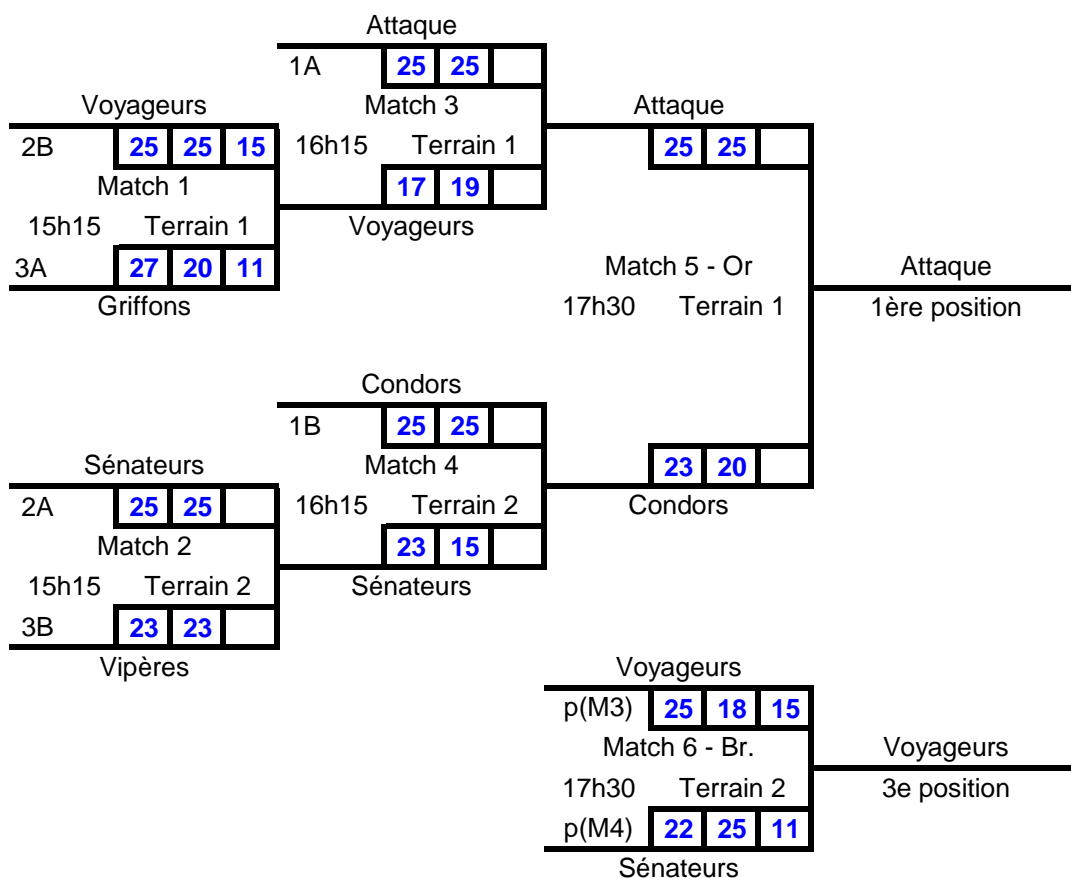 Attaque
1A 25 25
Match 3
16h15 Terrain 1
17 19
Voyageurs
Voyageurs
2B 25 25 15
Match 1
15h15 Terrain 1
3A 27 20 11
Griffons
Attaque
25 25
Match 5 - Or
17h30 Terrain 1
23 20
Condors
Attaque
1ère position
Condors
1B 25 25
Match 4
16h15 Terrain 2
23 15
Sénateurs
Sénateurs
2A 25 25
Match 2
15h15 Terrain 2
3B 23 23
Vipères
Voyageurs
p(M3) 25 18 15
Match 6 - Br.
17h30 Terrain 2
p(M4) 22 25 11
Sénateurs
Voyageurs
3e position